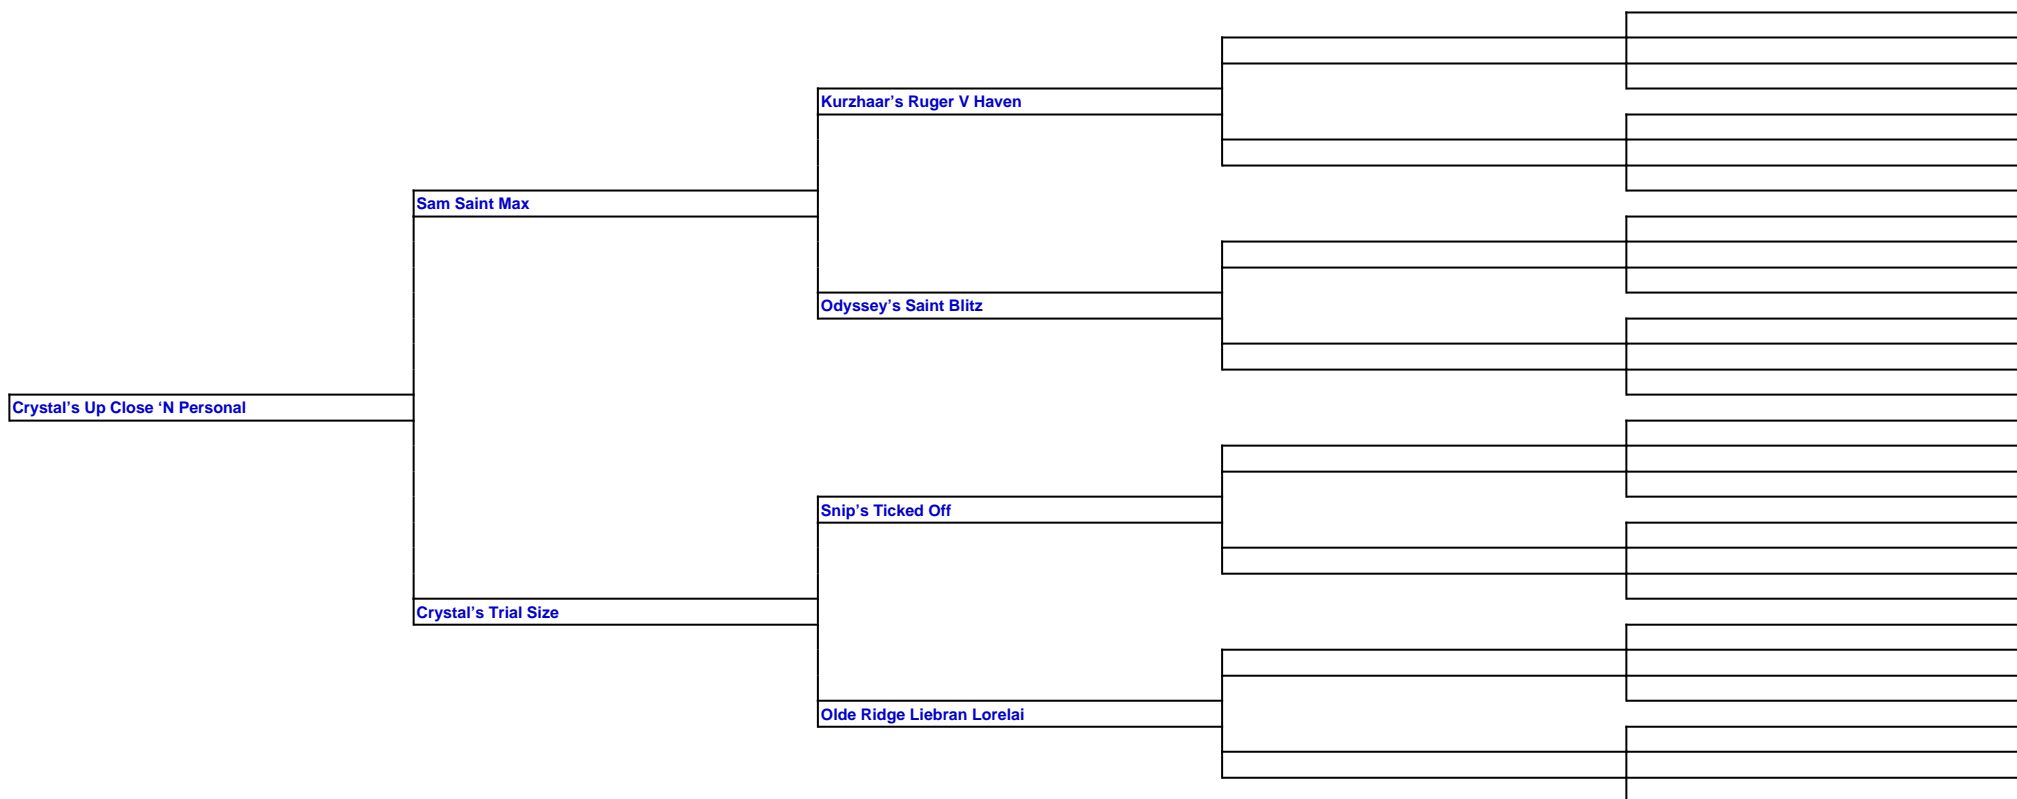 Kurzhaar’s Ruger V Haven
Sam Saint Max
Odyssey’s Saint Blitz
Crystal’s Up Close ‘N Personal
Snip’s Ticked Off
Crystal’s Trial Size
Olde Ridge Liebran Lorelai